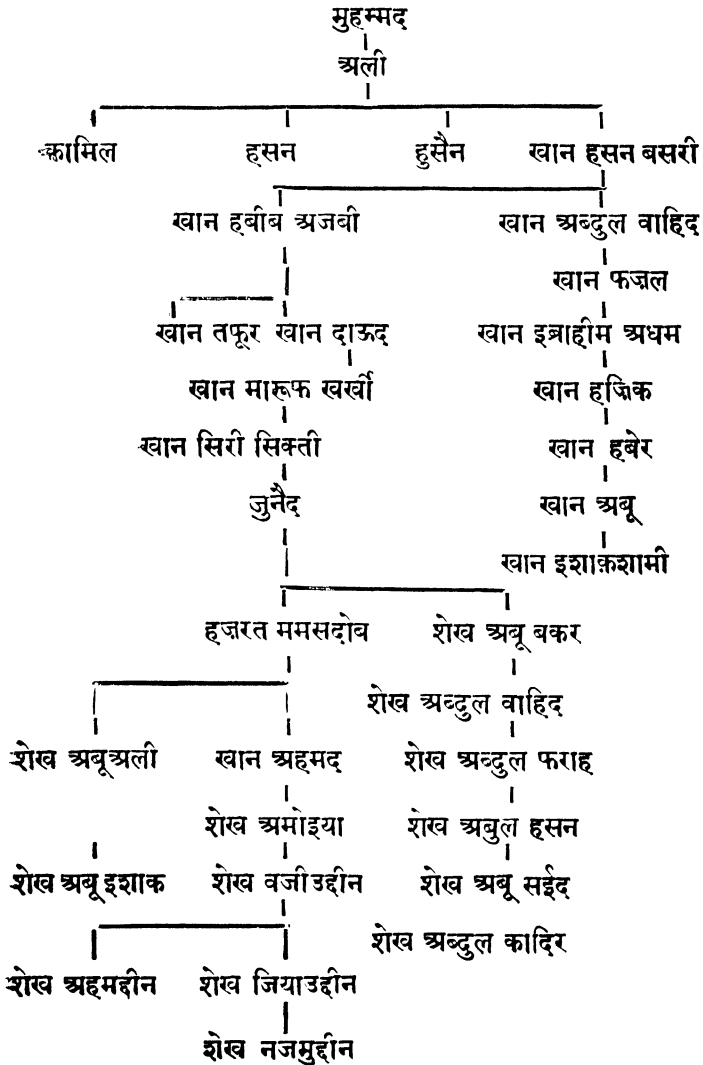 मुहम्मद
अली
कामिल हसन हुसैन खान हसन बसरी
खान हबीब अजबी खान अब्दुल वाहिद
खान फज़ल
खान तफूर खान दाऊद खान इब्राहीम अधम
खान मारूफ खर्खी खान हज़िक
खान सिरी सिक्ती खान हबेर
जुनैद खान अबू
खान इशाक़शामी
हज़रत ममसदोब शेख अबू बकर
शेख अब्दुल वाहिद
शेख अबूअली खान अहमद शेख अब्दुल फराह
शेख अमोइया शेख अबुल हसन
शेख अबू इशाक शेख वजीउद्दीन शेख अबू सईद
शेख अब्दुल कादिर
शेख अहमद्दीन शेख जियाउद्दीन
शेख नजमुद्दीन